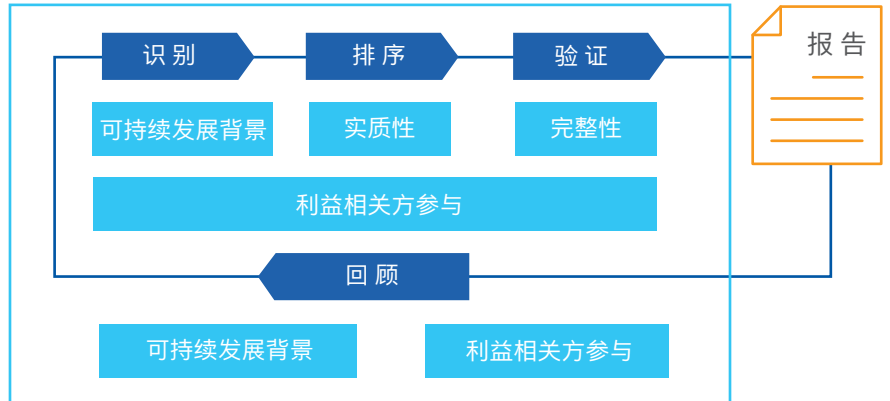 识别
排序
验证
报告
可持续发展背景
实质性
完整性
利益相关方参与
回顾
可持续发展背景
利益相关方参与